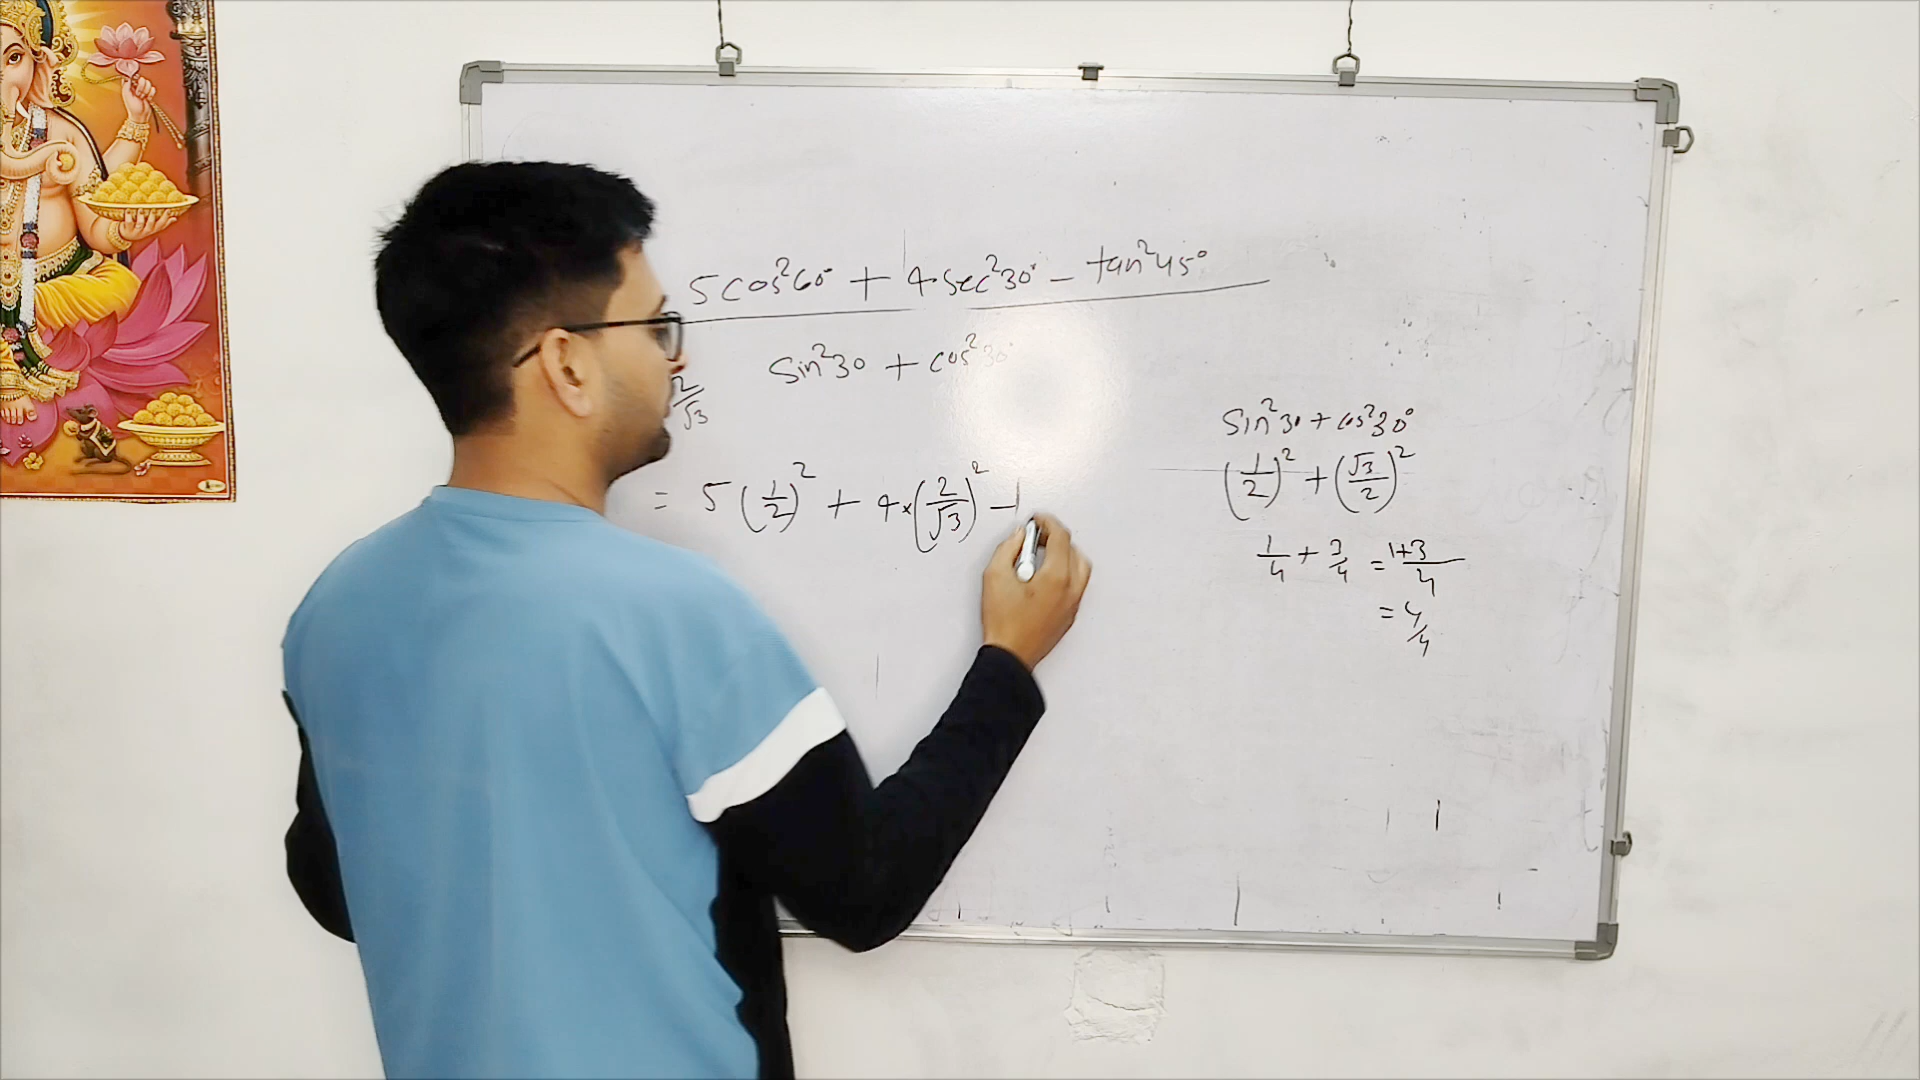 5cos²60° + 4sec²30° - tan²45°
sin²30 + cos²30°
2/√3
= 5(1/2)² + 4×(2/√3)² - 1
sin²30 + cos²30°
(1/2)² + (√3/2)²
1/4 + 3/4 = 1+3/4
= 4/4